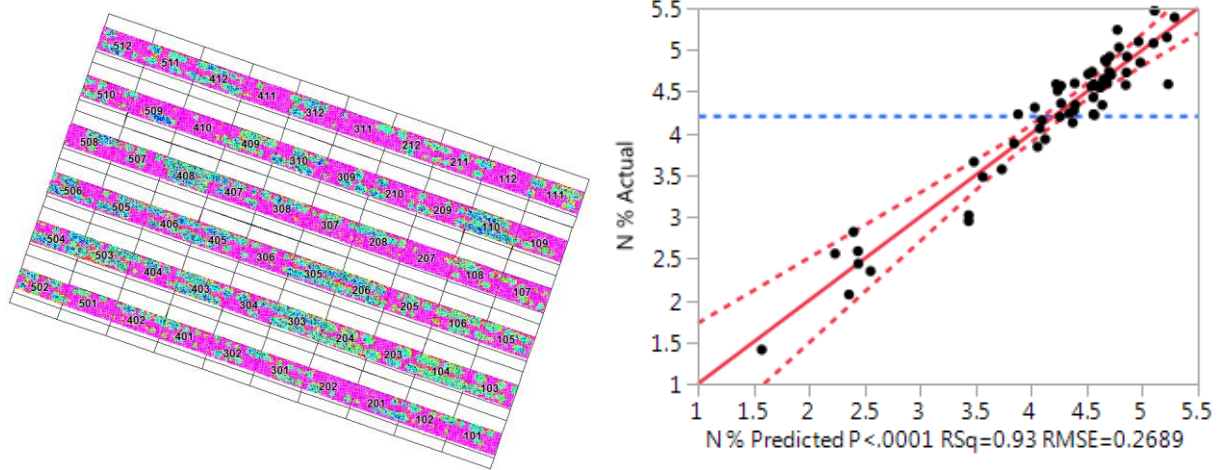 512 511 412 411 312 311 212 211 112 111
510 509 410 409 310 309 210 209 110 109
508 507 408 407 308 307 208 207 108 107
506 505 406 405 306 305 206 205 106 105
504 503 404 403 304 303 204 203 104 103
502 501 402 401 302 301 202 201 102 101
N % Actual
5.5
5
4.5
4
3.5
3
2.5
2
1.5
1
1 1.5 2 2.5 3 3.5 4 4.5 5 5.5
N % Predicted P<.0001 RSq=0.93 RMSE=0.2689